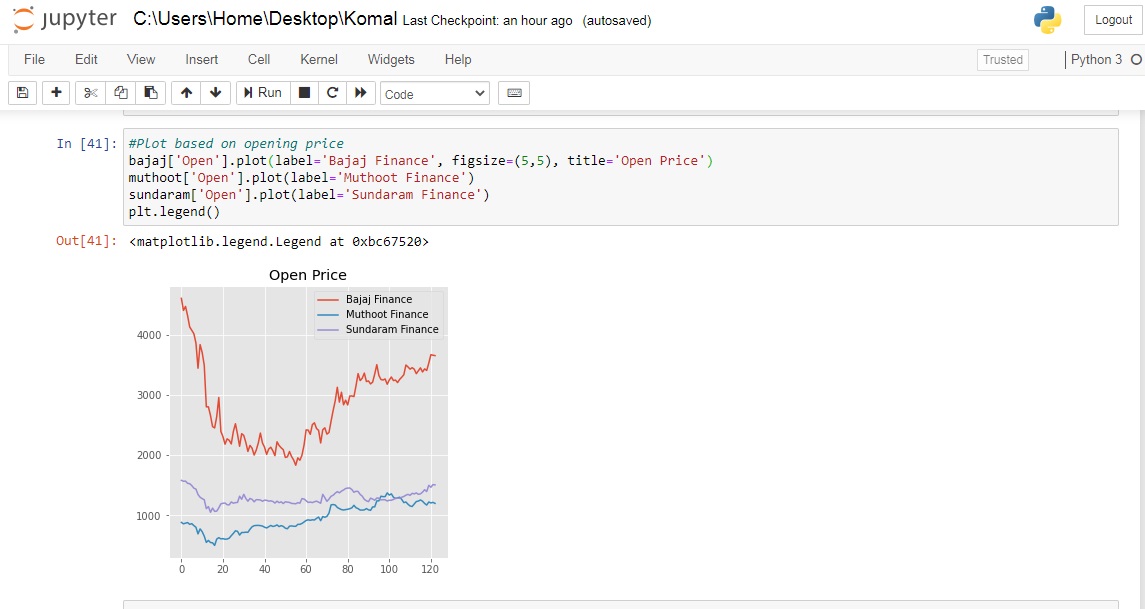 jupyter C:\Users\Home\Desktop\Komal Last Checkpoint: an hour ago (autosaved) Logout
File Edit View Insert Cell Kernel Widgets Help Trusted Python 3
Run Code
In [41]: #Plot based on opening price
bajaj['Open'].plot(label='Bajaj Finance', figsize=(5,5), title='Open Price')
muthoot['Open'].plot(label='Muthoot Finance')
sundaram['Open'].plot(label='Sundaram Finance')
plt.legend()
Out[41]: <matplotlib.legend.Legend at 0xbc67520>
Open Price
Bajaj Finance
Muthoot Finance
Sundaram Finance
4000
3000
2000
1000
0 20 40 60 80 100 120